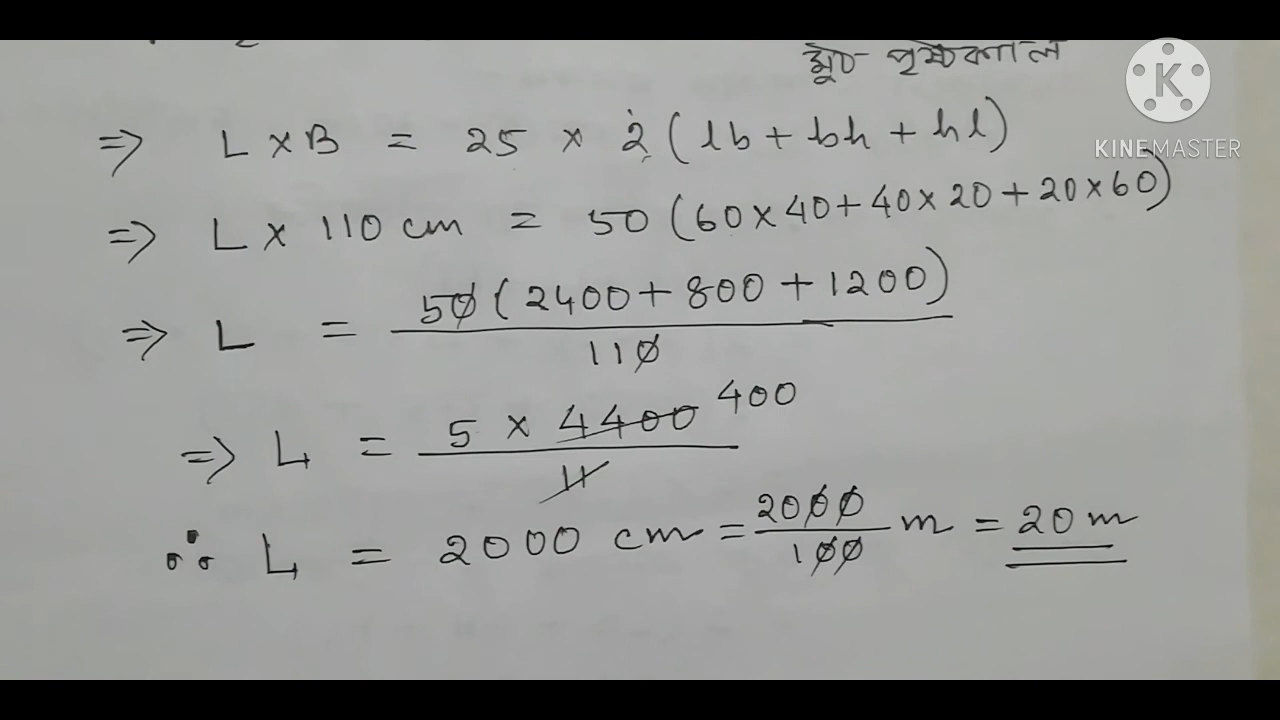 মুঠ পৃষ্ঠকালি
K
KINEMASTER
⇒ L × B = 25 × 2 (lb + bh + hl)
⇒ L × 110 cm = 50 (60 × 40 + 40 × 20 + 20 × 60)
⇒ L = 50 (2400 + 800 + 1200)
110
⇒ L = 5 × 4400 400
11
∴ L = 2000 cm = 2000/100 m = 20 m